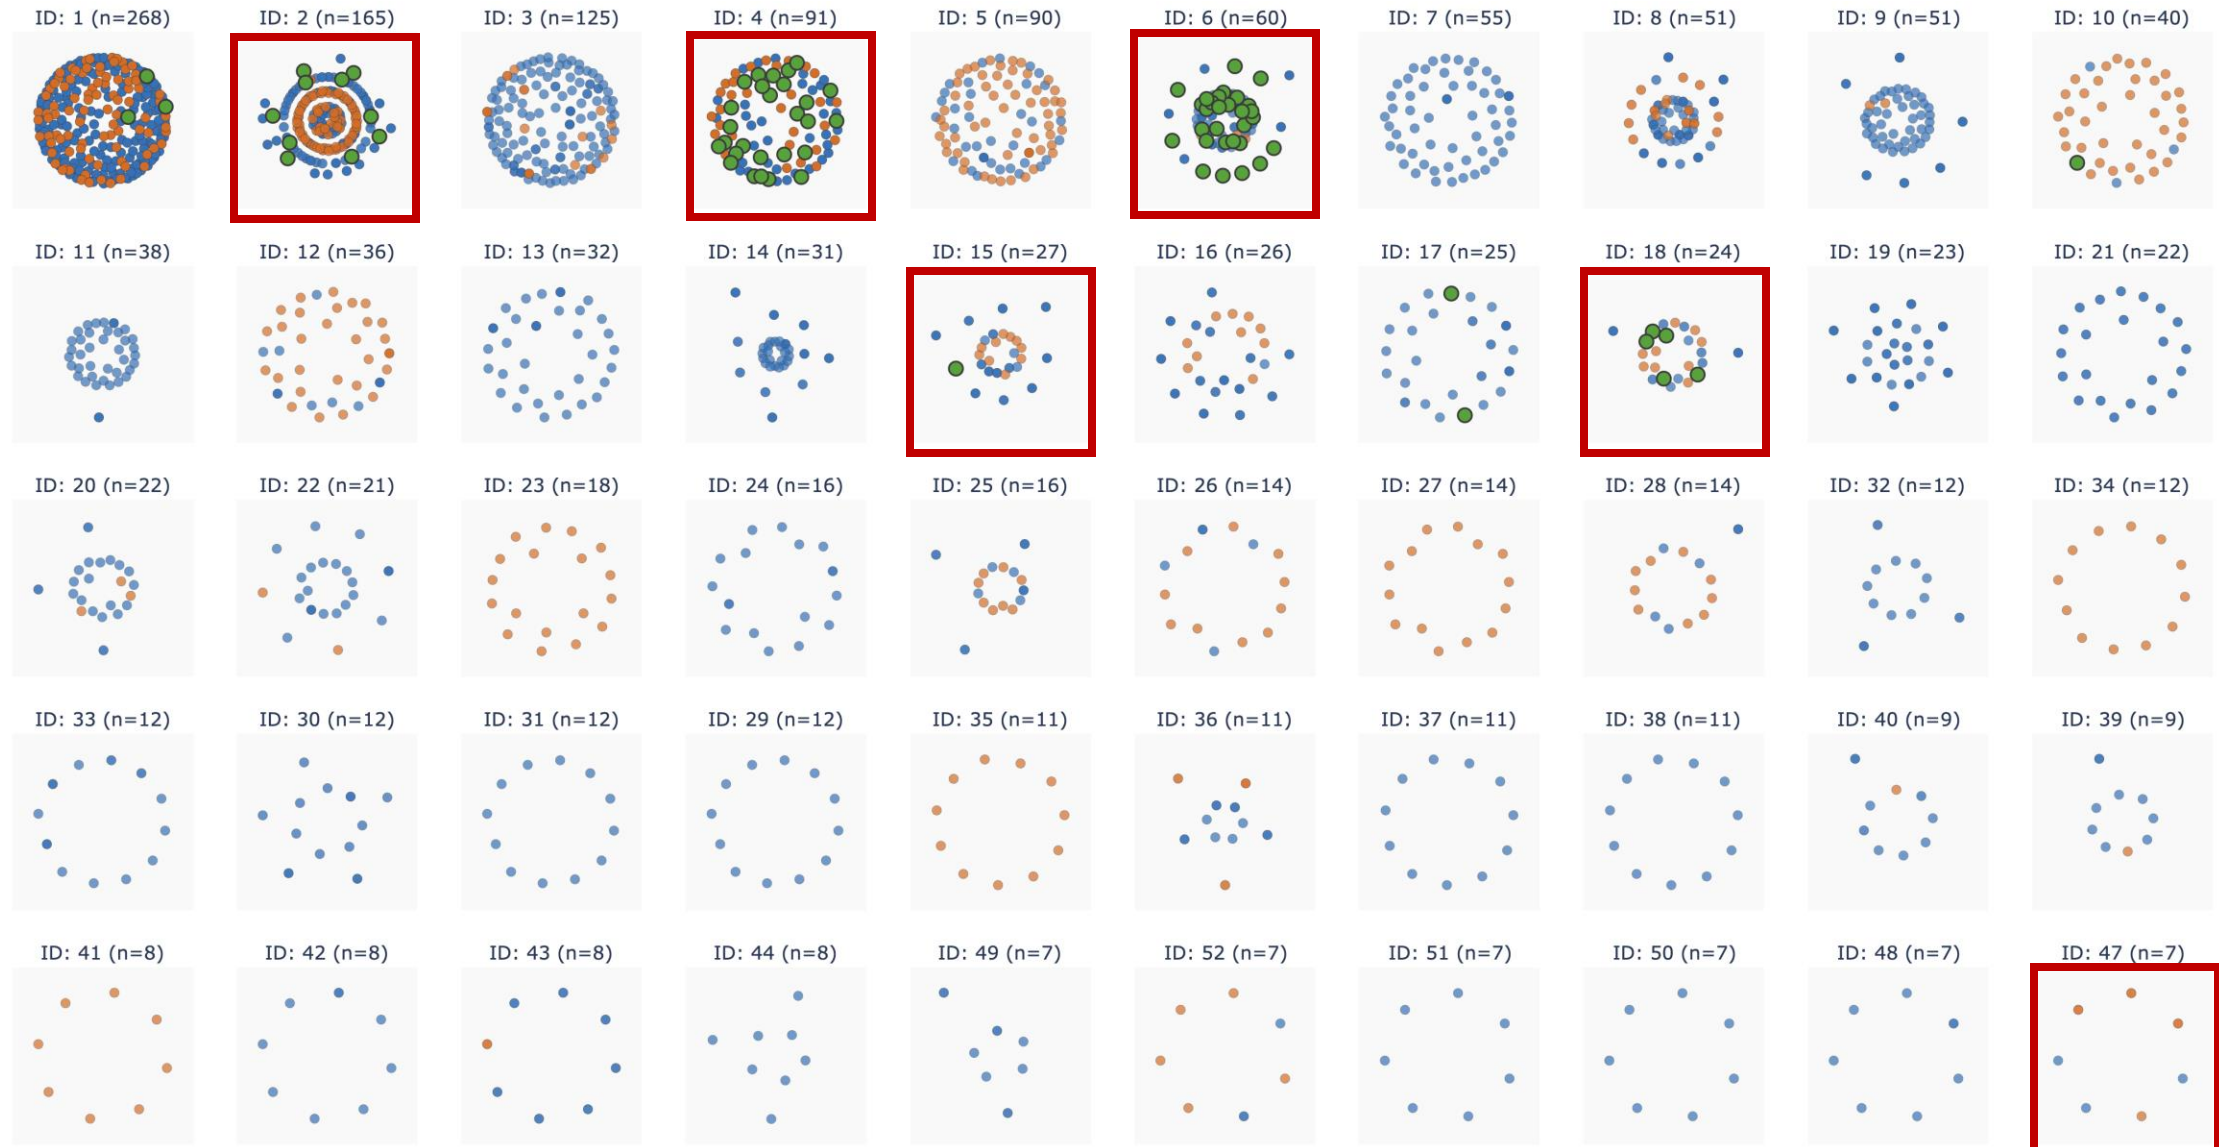 ID: 1 (n=268)
ID: 2 (n=165)
ID: 3 (n=125)
ID: 4 (n=91)
ID: 5 (n=90)
ID: 6 (n=60)
ID: 7 (n=55)
ID: 8 (n=51)
ID: 9 (n=51)
ID: 10 (n=40)
ID: 11 (n=38)
ID: 12 (n=36)
ID: 13 (n=32)
ID: 14 (n=31)
ID: 15 (n=27)
ID: 16 (n=26)
ID: 17 (n=25)
ID: 18 (n=24)
ID: 19 (n=23)
ID: 21 (n=22)
ID: 20 (n=22)
ID: 22 (n=21)
ID: 23 (n=18)
ID: 24 (n=16)
ID: 25 (n=16)
ID: 26 (n=14)
ID: 27 (n=14)
ID: 28 (n=14)
ID: 32 (n=12)
ID: 34 (n=12)
ID: 33 (n=12)
ID: 30 (n=12)
ID: 31 (n=12)
ID: 29 (n=12)
ID: 35 (n=11)
ID: 36 (n=11)
ID: 37 (n=11)
ID: 38 (n=11)
ID: 40 (n=9)
ID: 39 (n=9)
ID: 41 (n=8)
ID: 42 (n=8)
ID: 43 (n=8)
ID: 44 (n=8)
ID: 49 (n=7)
ID: 52 (n=7)
ID: 51 (n=7)
ID: 50 (n=7)
ID: 48 (n=7)
ID: 47 (n=7)